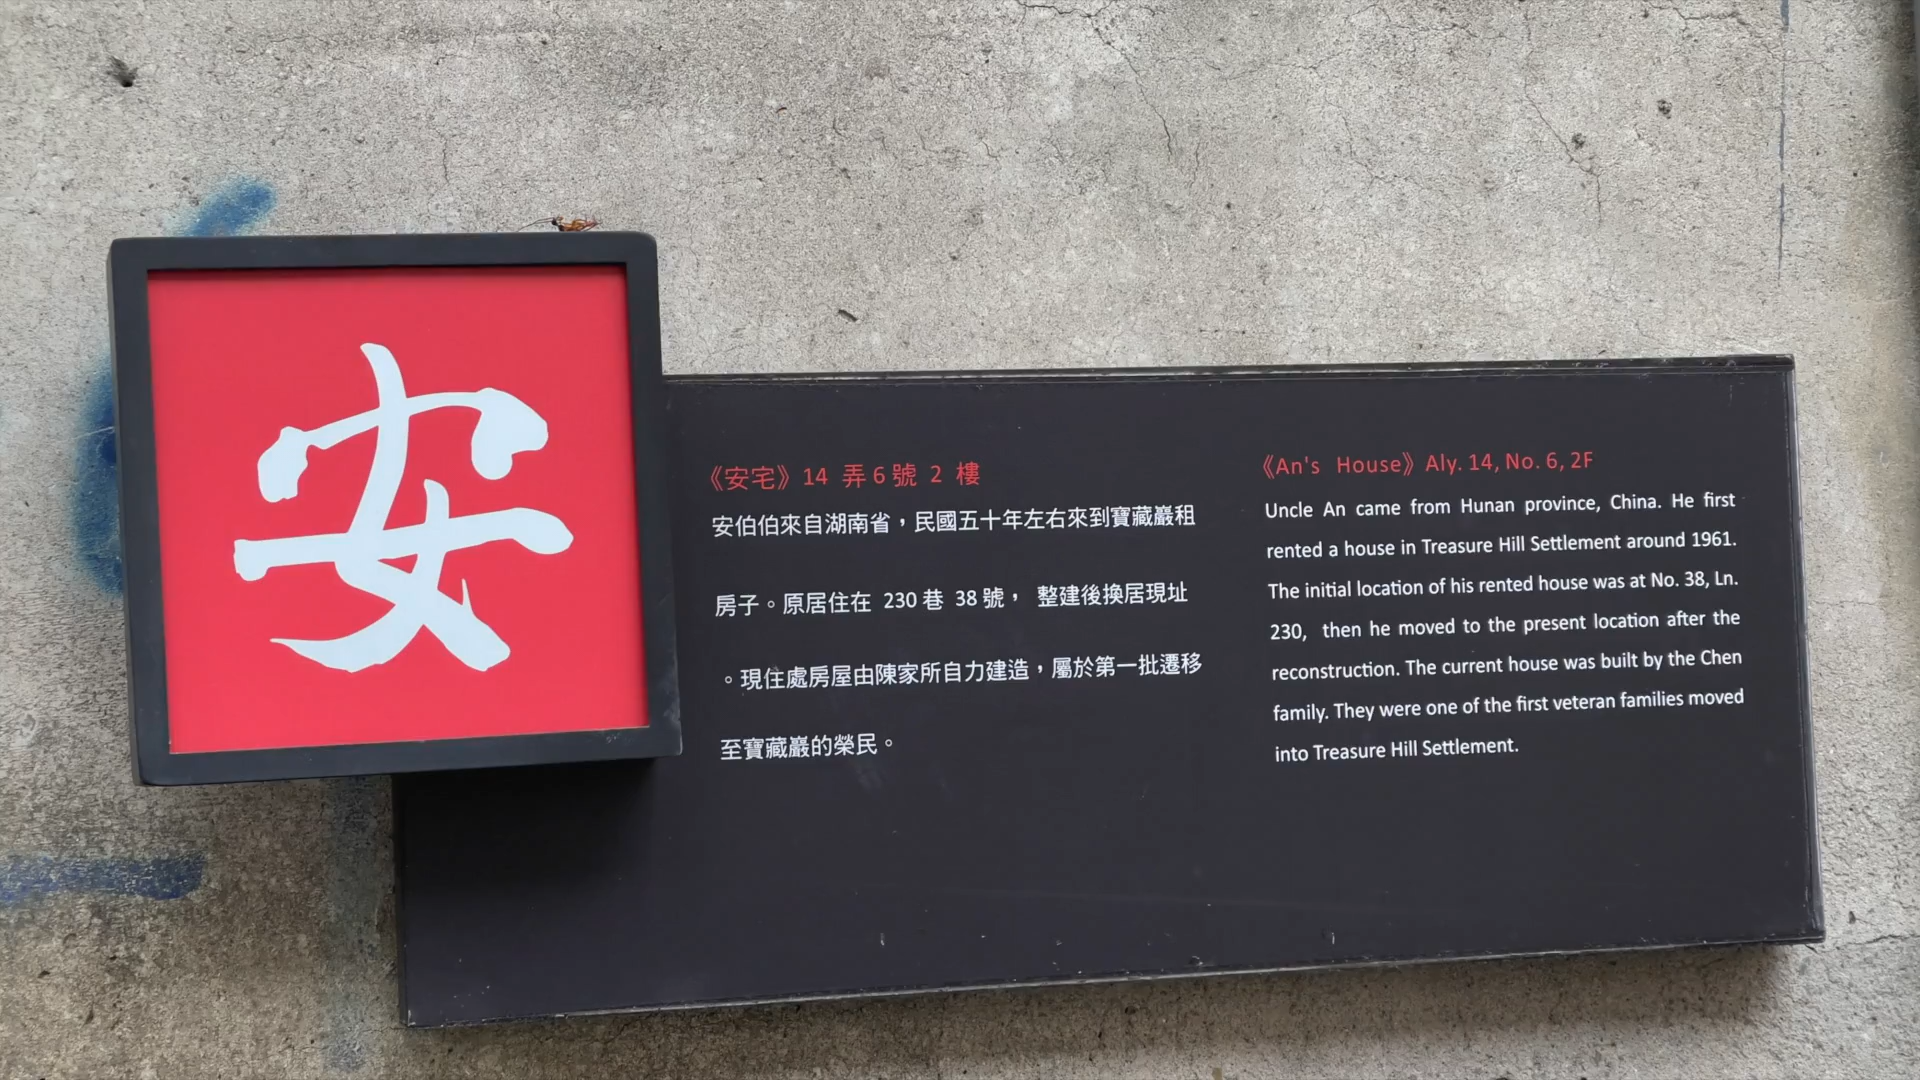 安
《安宅》14 弄 6 號 2 樓
安伯伯來自湖南省，民國五十年左右來到寶藏巖租
房子。原居住在 230 巷 38 號， 整建後換居現址
。現住處房屋由陳家所自力建造，屬於第一批遷移
至寶藏巖的榮民。
《An's House》Aly. 14, No. 6, 2F
Uncle An came from Hunan province, China. He first
rented a house in Treasure Hill Settlement around 1961.
The initial location of his rented house was at No. 38, Ln.
230, then he moved to the present location after the
reconstruction. The current house was built by the Chen
family. They were one of the first veteran families moved
into Treasure Hill Settlement.